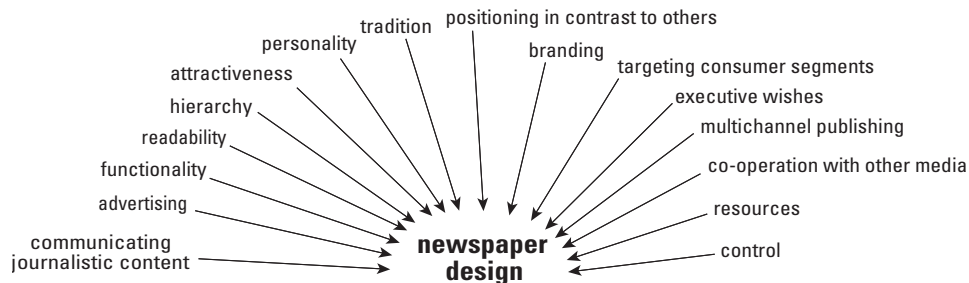 positioning in contrast to others
tradition
personality
branding
attractiveness
targeting consumer segments
hierarchy
executive wishes
readability
multichannel publishing
functionality
co-operation with other media
advertising
resources
communicating
journalistic content
newspaper
design
control